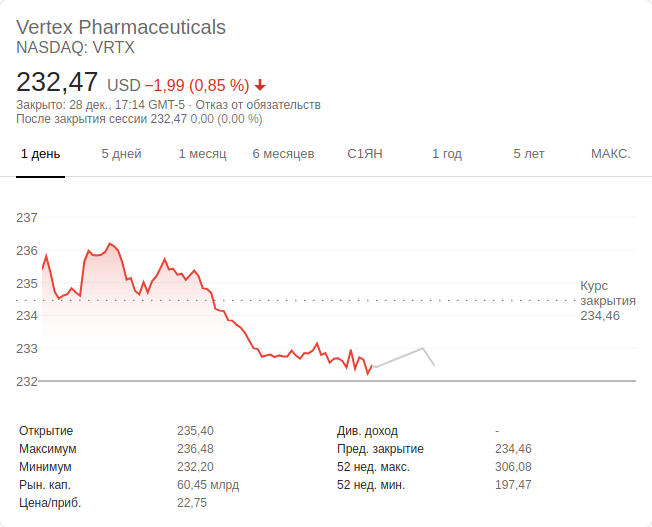 Vertex Pharmaceuticals
NASDAQ: VRTX
232,47 USD −1,99 (0,85 %)
Закрыто: 28 дек., 17:14 GMT-5 · Отказ от обязательств
После закрытия сессии 232,47 0,00 (0,00 %)
1 день 5 дней 1 месяц 6 месяцев С1ЯН 1 год 5 лет МАКС.
237
236
235
234
233
232
Курс
закрытия
234,46
Открытие 235,40 Див. доход -
Максимум 236,48 Пред. закрытие 234,46
Минимум 232,20 52 нед. макс. 306,08
Рын. кап. 60,45 млрд 52 нед. мин. 197,47
Цена/приб. 22,75